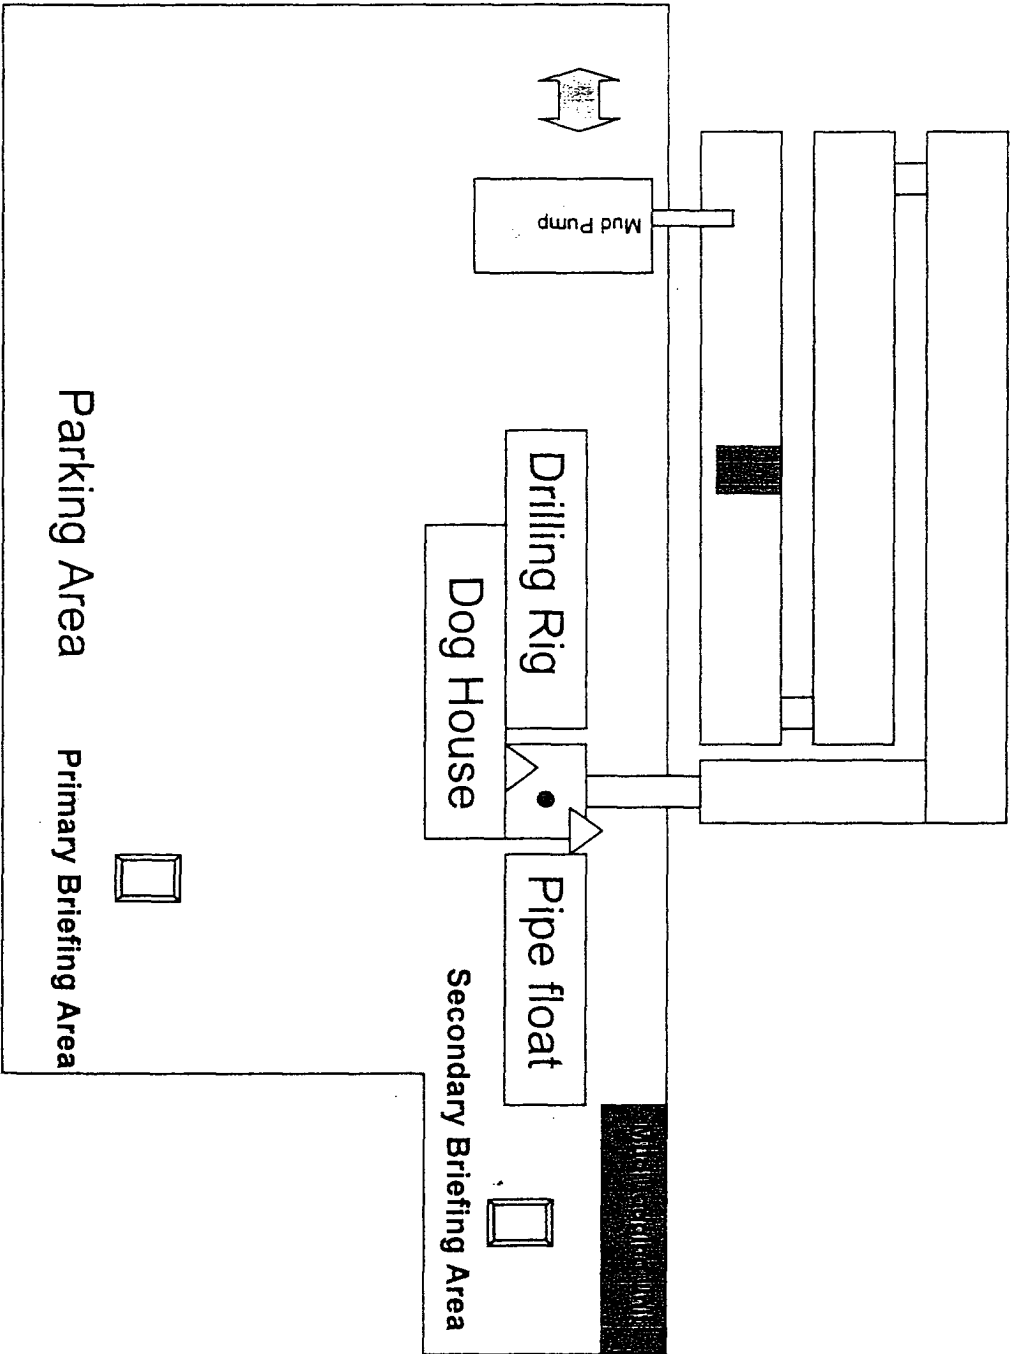 Mud Pump
Drilling Rig
Dog House
Pipe float
Parking Area
Primary Briefing Area
Secondary Briefing Area